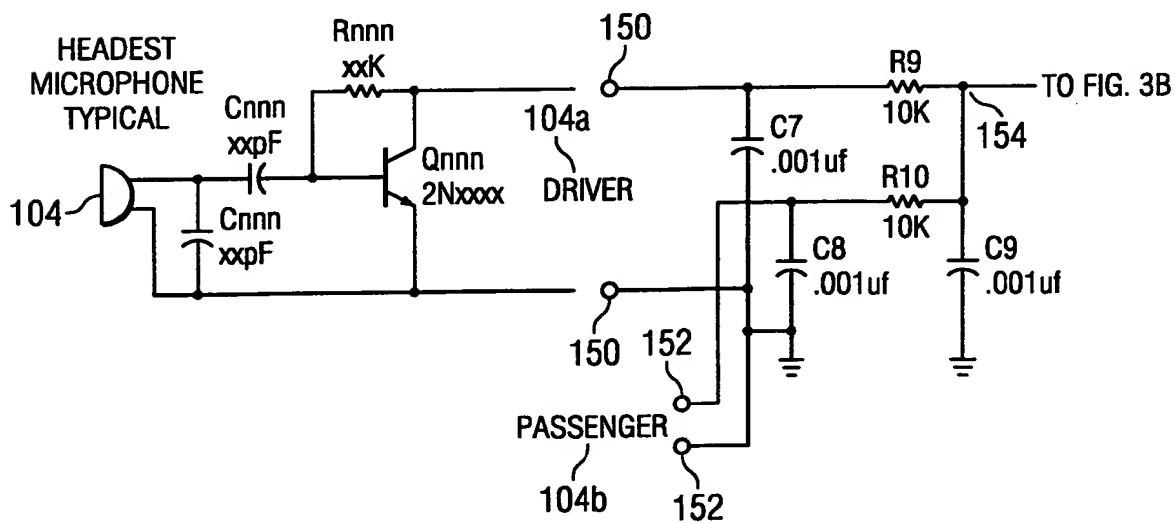 HEADEST
MICROPHONE
TYPICAL
104
Cnnn
xxpF
Cnnn
xxpF
Rnnn
xxK
Qnnn
2Nxxxx
150
104a
DRIVER
150
152
PASSENGER
104b
152
C7
.001uf
C8
.001uf
R9
10K
R10
10K
C9
.001uf
154
TO FIG. 3B